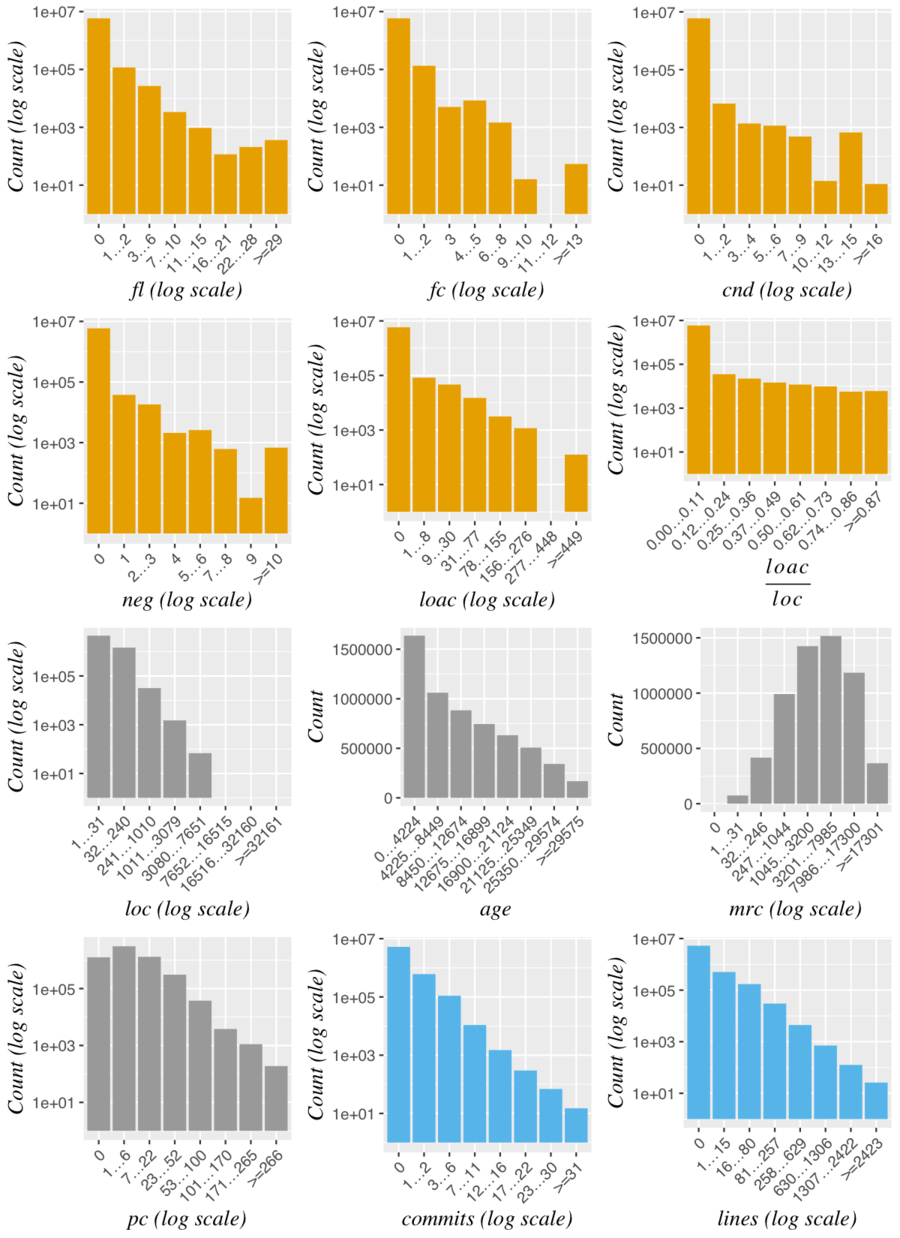 Count (log scale)
1e+07
1e+05
1e+03
1e+01
0
1...2
3...6
7...10
11...15
16...21
22...28
>=29
fl (log scale)
Count (log scale)
1e+07
1e+05
1e+03
1e+01
0
1...2
3
4...5
6...8
9...10
11...12
>=13
fc (log scale)
Count (log scale)
1e+07
1e+05
1e+03
1e+01
0
1...2
3...4
5...6
7...9
10...12
13...15
>=16
cnd (log scale)
Count (log scale)
1e+07
1e+05
1e+03
1e+01
0
1
2...3
4
5...6
7...8
9
>=10
neg (log scale)
Count (log scale)
1e+07
1e+05
1e+03
1e+01
0
1...8
9...30
31...77
78...155
156...276
277...448
>=449
loac (log scale)
Count (log scale)
1e+07
1e+05
1e+03
1e+01
0.00...0.11
0.12...0.24
0.25...0.36
0.37...0.49
0.50...0.61
0.62...0.73
0.74...0.86
>=0.87
loac
loc
Count (log scale)
1e+05
1e+03
1e+01
1...31
32...240
241...1010
1011...3079
3080...7651
7652...16515
16516...32160
>=32161
loc (log scale)
Count
1500000
1000000
500000
0
0...4224
4225...8449
8450...12674
12675...16899
16900...21124
21125...25349
25350...29574
>=29575
age
Count
1500000
1000000
500000
0
0
1...31
32...246
247...1044
1045...3200
3201...7985
7986...17300
>=17301
mrc (log scale)
Count (log scale)
1e+05
1e+03
1e+01
0
1...6
7...22
23...52
53...100
101...170
171...265
>=266
pc (log scale)
Count (log scale)
1e+07
1e+05
1e+03
1e+01
0
1...2
3...6
7...11
12...16
17...22
23...30
>=31
commits (log scale)
Count (log scale)
1e+07
1e+05
1e+03
1e+01
0
1...15
16...80
81...257
258...629
630...1306
1307...2422
>=2423
lines (log scale)